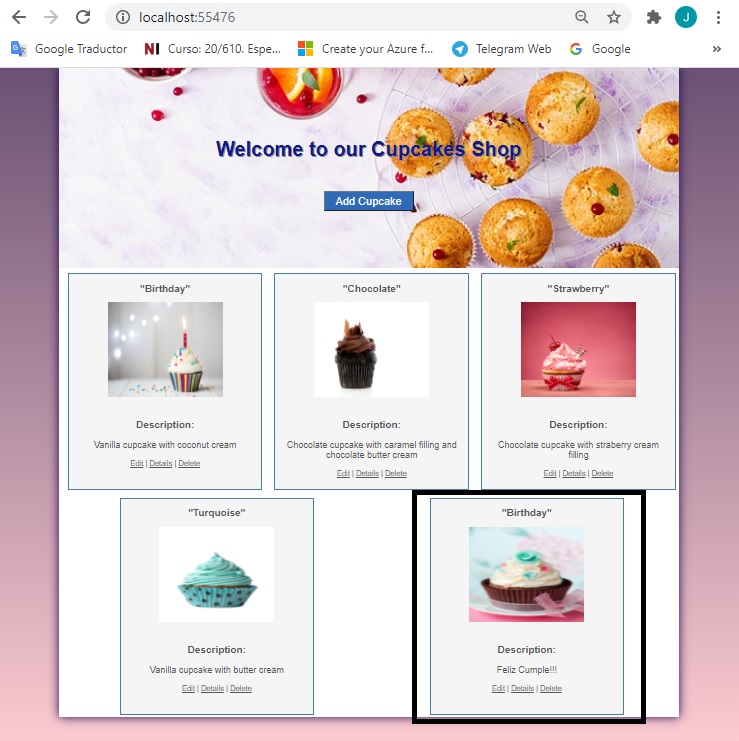 localhost:55476
Google Traductor
NI Curso: 20/610. Espe...
Create your Azure f...
Telegram Web
G Google
J
»
Welcome to our Cupcakes Shop
Add Cupcake
"Birthday"
Description:
Vanilla cupcake with coconut cream
Edit | Details | Delete
"Chocolate"
Description:
Chocolate cupcake with caramel filling and
chocolate butter cream
Edit | Details | Delete
"Strawberry"
Description:
Chocolate cupcake with straberry cream
filling
Edit | Details | Delete
"Turquoise"
Description:
Vanilla cupcake with butter cream
Edit | Details | Delete
"Birthday"
Description:
Feliz Cumple!!!
Edit | Details | Delete